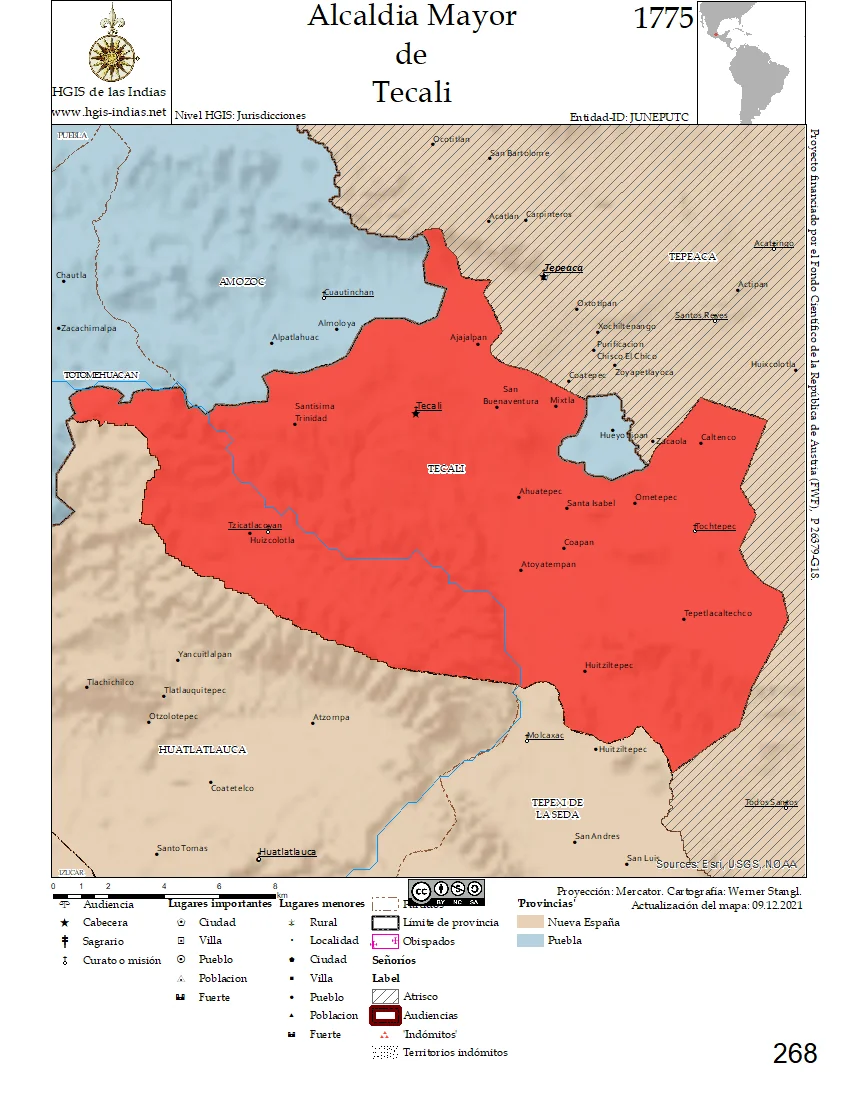 Alcaldia Mayor
de
Tecali
1775
HGIS de las Indias
www.hgis-indias.net
Nivel HGIS: Jurisdicciones
Entidad-ID: JUNEPUTC
Proyecto financiado por el Fondo Científico de la República de Austria (FWF), P 26379-G18.
PUEBLA
Ocotitlan
San Bartolome
Acatlan
Carpinteros
Acatzingo
TEPEACA
Tepeaca
Chautla
AMOZOC
Actipan
Cuautinchan
Oxtotipan
Santos Reyes
Zacachimalpa
Almoloya
Xochiltenango
Alpatlahuac
Ajajalpan
Purificacion
Chisco El Chico
Huixcolotla
TOTOMEHUACAN
Coatepec
Zoyapetlayoca
San
Buenaventura
Mixtla
Santisima
Trinidad
Tecali
Hueyotlipan
Zacaola
Caltenco
TECALI
Ahuatepec
Santa Isabel
Ometepec
Tzicatlacoyan
Huizcolotla
Tochtepec
Coapan
Atoyatempan
Tepetlacaltechco
Yancuitlalpan
Huitziltepec
Tlachichilco
Tlatlauquitepec
Otzolotepec
Atzompa
HUATLATLAUCA
Molcaxac
Huitziltepec
Coatetelco
TEPEXI DE
LA SEDA
Todos Santos
San Andres
Santo Tomas
Huatlatlauca
San Luis
IZUCAR
Sources: Esri, USGS, NOAA
0 1 2 4 6 8
km
CC BY NC SA
Proyección: Mercator. Cartografía: Werner Stangl.
Actualización del mapa: 09.12.2021
Audiencia
Cabecera
Sagrario
Curato o misión
Lugares importantes
Ciudad
Villa
Pueblo
Poblacion
Fuerte
Lugares menores
Rural
Localidad
Ciudad
Villa
Pueblo
Poblacion
Fuerte
Límite de provincia
Obispados
Señoríos
Label
Atrisco
Audiencias
'Indómitos'
Territorios indómitos
Provincias'
Nueva España
Puebla
268